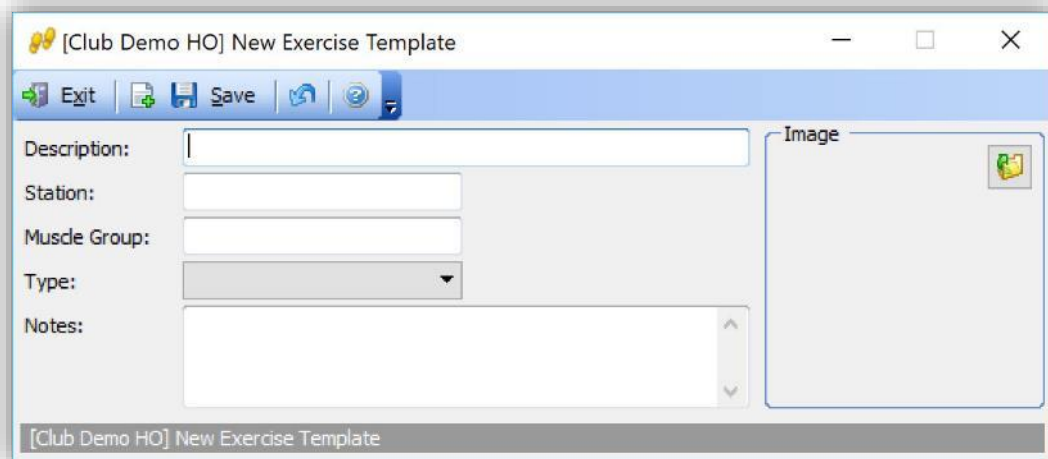 [Club Demo HO] New Exercise Template
Exit Save
Description:
Image
Station:
Muscle Group:
Type:
Notes:
[Club Demo HO] New Exercise Template